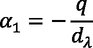 α₁ = −q/d_λ